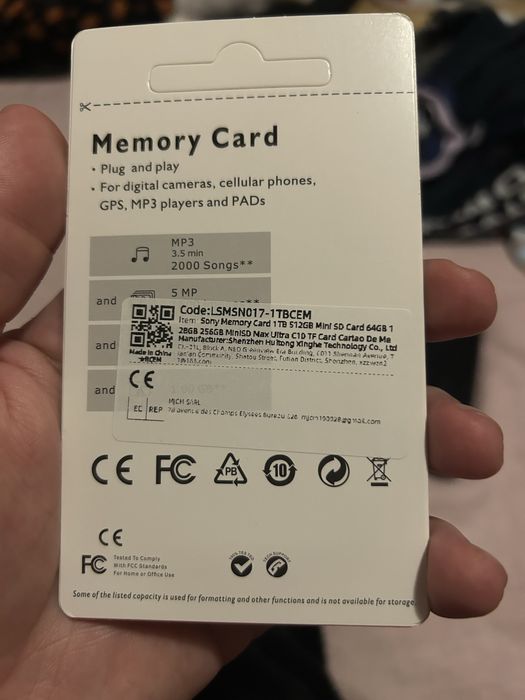 Memory Card
• Plug and play
• For digital cameras, cellular phones,
GPS, MP3 players and PADs
MP3
3.5 min
2000 Songs**
and 5 MP
and
and
Code:LSMSN017-1TBCEM
Item: Sony Memory Card 1TB 512GB Mini SD Card 64GB 1
28GB 256GB MiniSD Max Ultra C10 TF Card Cartao De Me
Manufacturer:Shenzhen Huitong Xinghe Technology Co., Ltd
Made in China
CE
EC REP
MJCH SARL
CE FC PB 10
CE
FC
Tested To Comply
With FCC Standards
For Home or Office Use
100% TESTED
TECH SUPPORT
Some of the listed capacity is used for formatting and other functions and is not available for storage